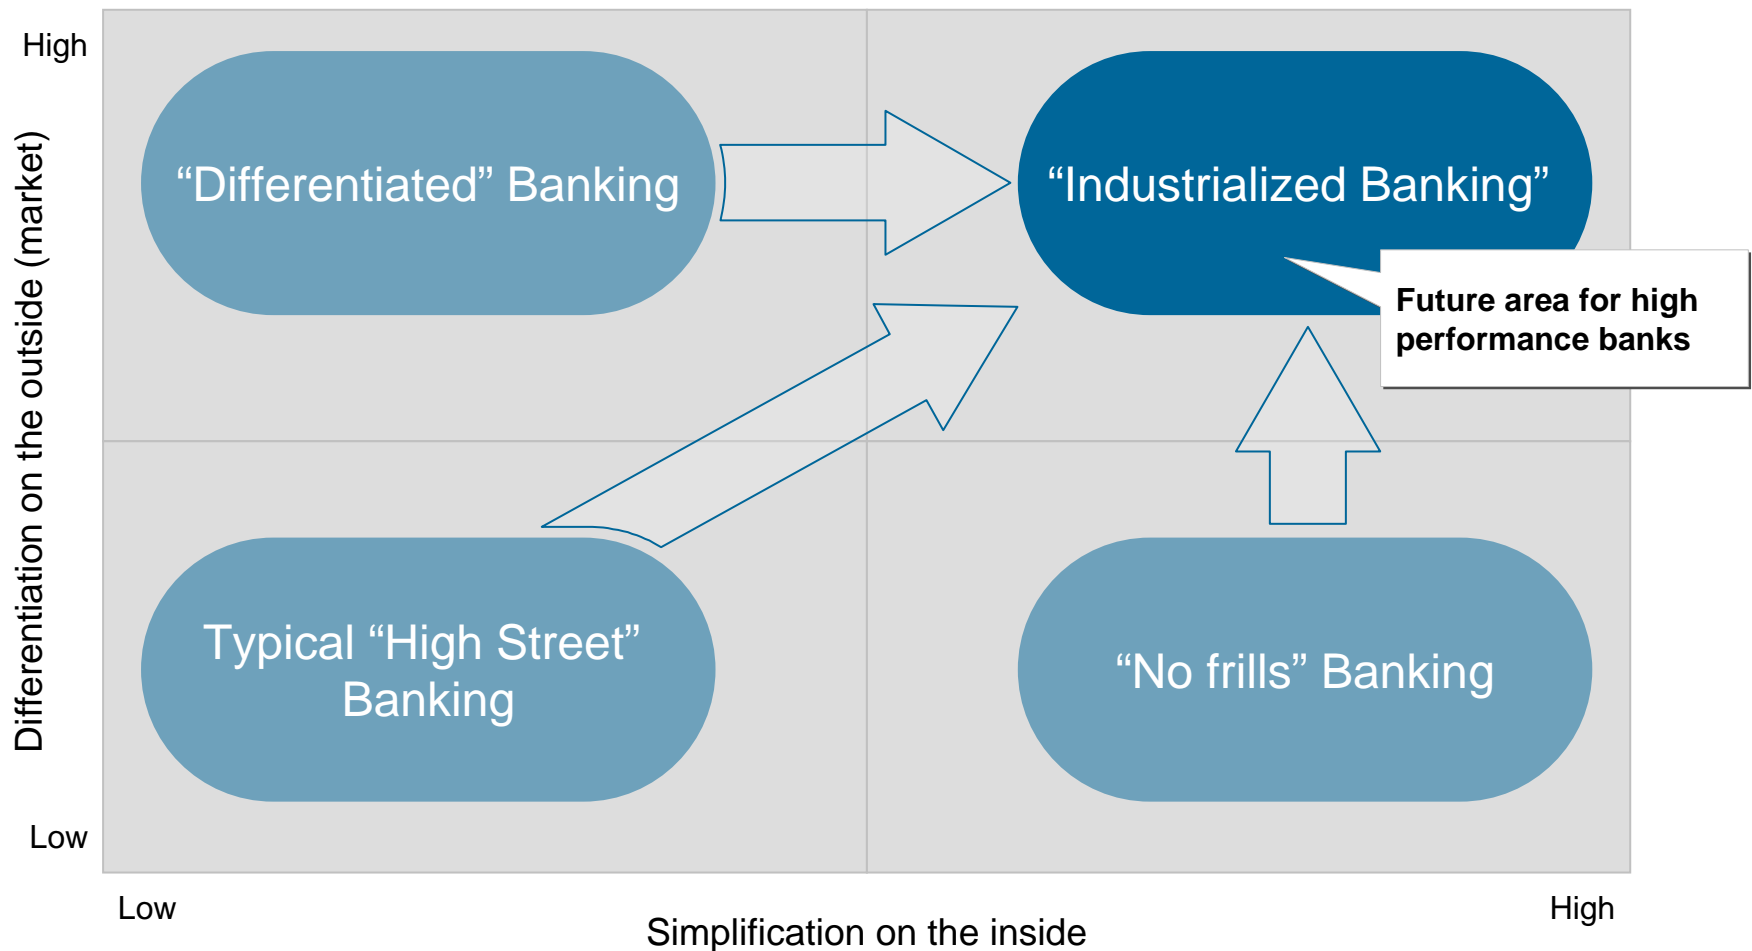 High
“Differentiated” Banking
“Industrialized Banking”
Future area for high
performance banks
Differentiation on the outside (market)
Typical “High Street”
Banking
“No frills” Banking
Low
Low
High
Simplification on the inside